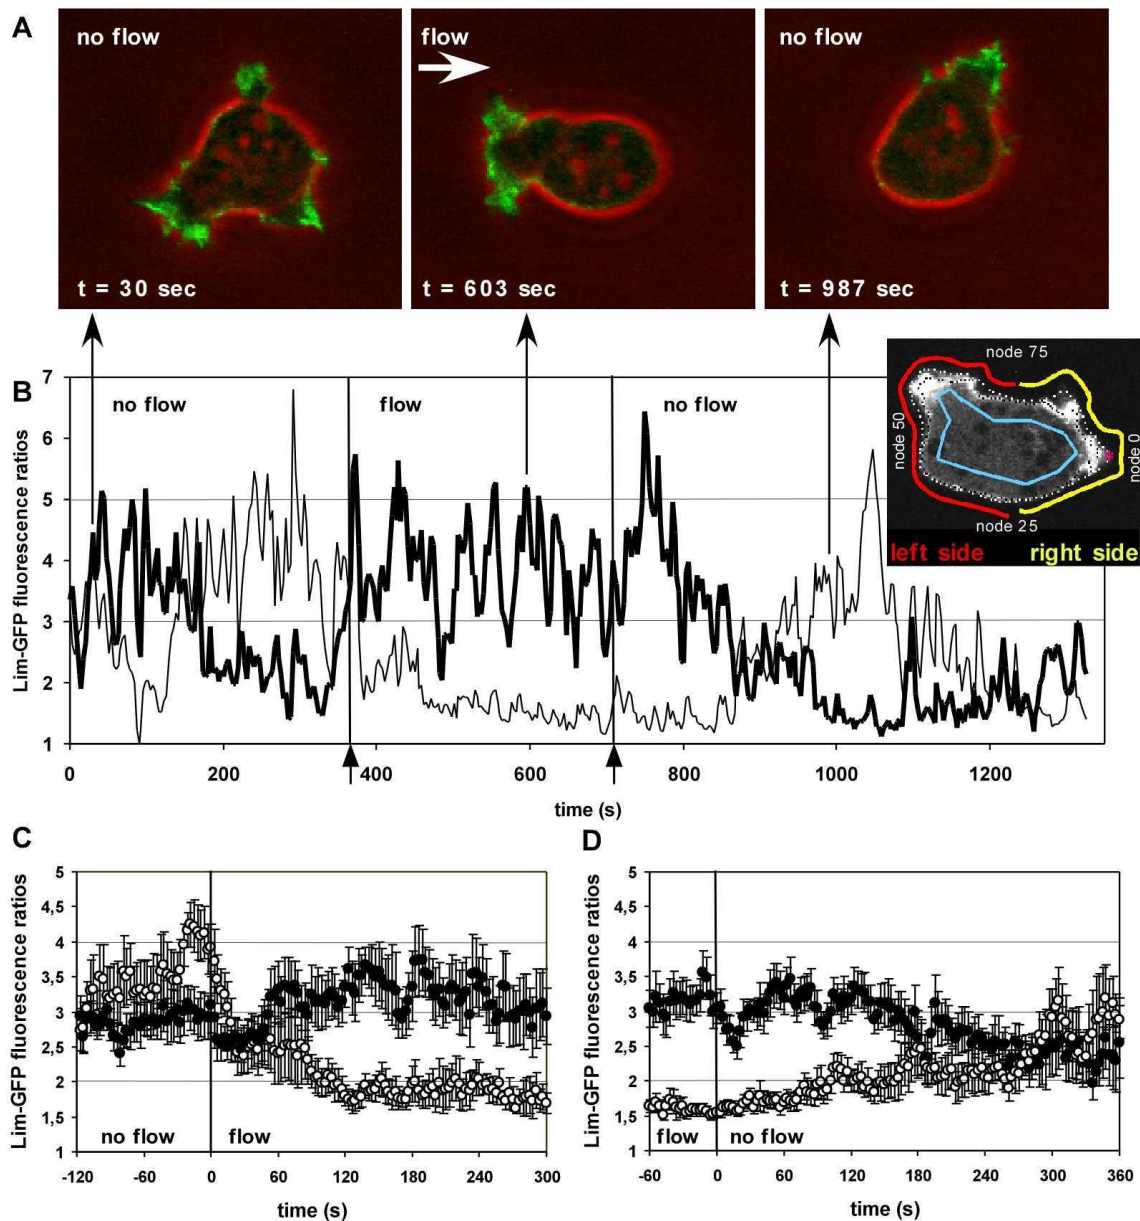 A
no flow
t = 30 sec
flow
t = 603 sec
no flow
t = 987 sec
B
Lim-GFP fluorescence ratios
7
6
5
4
3
2
1
no flow
flow
no flow
0
200
400
600
800
1000
1200
time (s)
node 75
node 50
node 0
node 25
left side
right side
C
Lim-GFP fluorescence ratios
5
4,5
4
3,5
3
2,5
2
1,5
1
no flow
flow
-120
-60
0
60
120
180
240
300
time (s)
D
Lim-GFP fluorescence ratios
5
4,5
4
3,5
3
2,5
2
1,5
1
flow
no flow
-60
0
60
120
180
240
300
360
time (s)